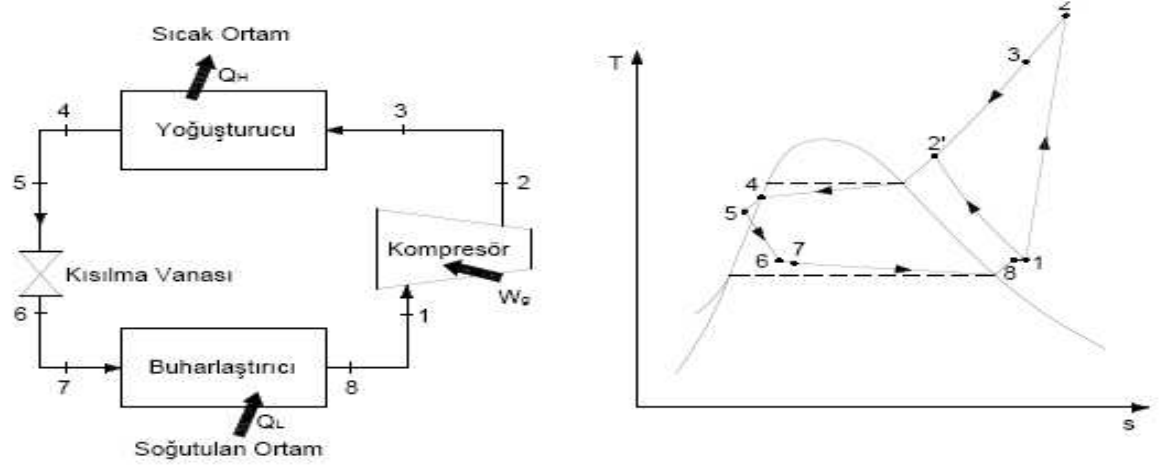 Sıcak Ortam
QH
4
3
Yoğuşturucu
5
2
Kompresör
Wg
Kısılma Vanası
6
1
Buharlaştırıcı
7
8
QL
Soğutulan Ortam
T
2
3
2'
4
5
6
7
8
1
s